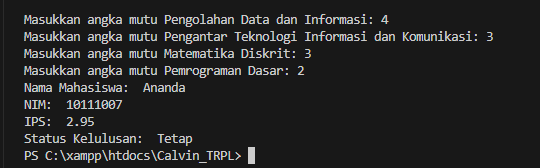 Masukkan angka mutu Pengolahan Data dan Informasi: 4
Masukkan angka mutu Pengantar Teknologi Informasi dan Komunikasi: 3
Masukkan angka mutu Matematika Diskrit: 3
Masukkan angka mutu Pemrograman Dasar: 2
Nama Mahasiswa:  Ananda
NIM:  10111007
IPS:  2.95
Status Kelulusan:  Tetap
PS C:\xampp\htdocs\Calvin_TRPL>